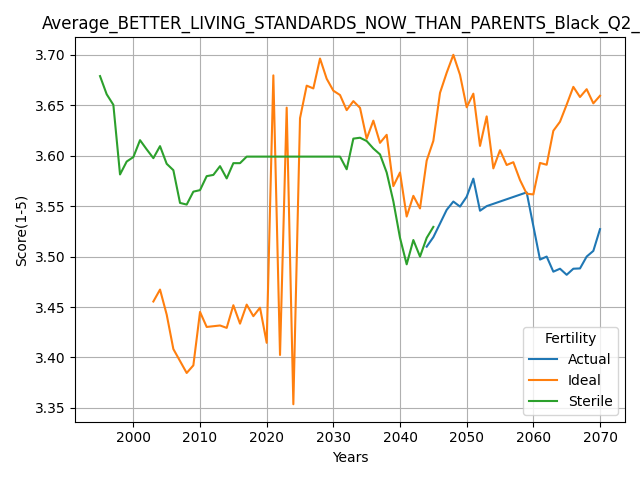 Average_BETTER_LIVING_STANDARDS_NOW_THAN_PARENTS_Black_Q2_
3.70
3.65
3.60
3.55
3.50
3.45
3.40
3.35
Score(1-5)
Fertility
Actual
Ideal
Sterile
2000 2010 2020 2030 2040 2050 2060 2070
Years